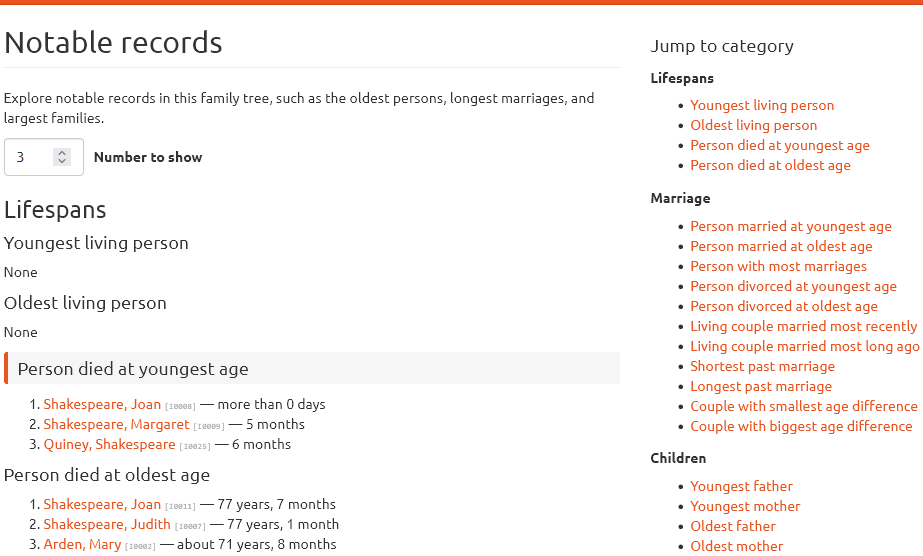 Notable records
Explore notable records in this family tree, such as the oldest persons, longest marriages, and
largest families.
3 Number to show
Lifespans
Youngest living person
None
Oldest living person
None
Person died at youngest age
1. Shakespeare, Joan [I0008] — more than 0 days
2. Shakespeare, Margaret [I0009] — 5 months
3. Quiney, Shakespeare [I0025] — 6 months
Person died at oldest age
1. Shakespeare, Joan [I0011] — 77 years, 7 months
2. Shakespeare, Judith [I0007] — 77 years, 1 month
3. Arden, Mary [I0002] — about 71 years, 8 months
Jump to category
Lifespans
• Youngest living person
• Oldest living person
• Person died at youngest age
• Person died at oldest age
Marriage
• Person married at youngest age
• Person married at oldest age
• Person with most marriages
• Person divorced at youngest age
• Person divorced at oldest age
• Living couple married most recently
• Living couple married most long ago
• Shortest past marriage
• Longest past marriage
• Couple with smallest age difference
• Couple with biggest age difference
Children
• Youngest father
• Youngest mother
• Oldest father
• Oldest mother